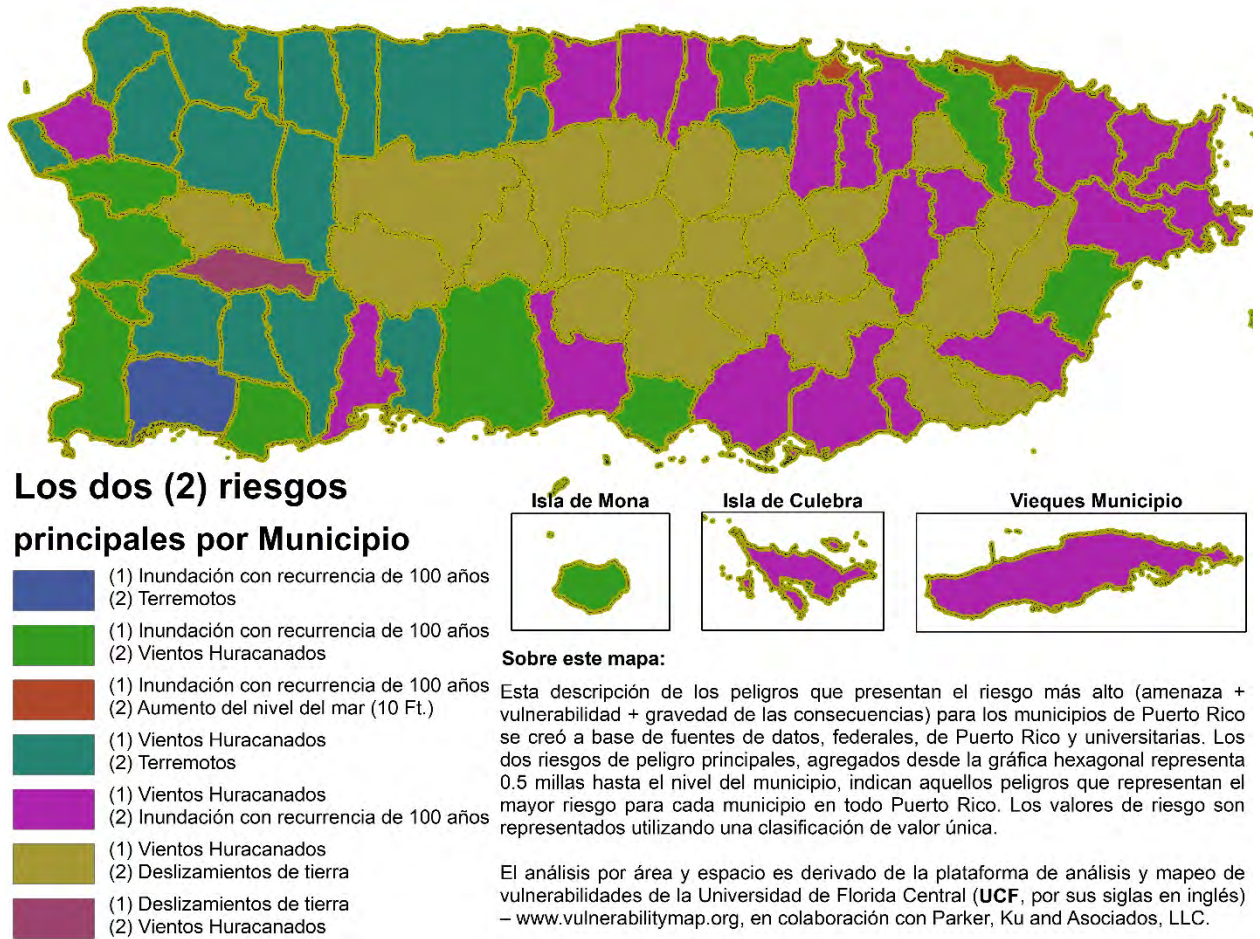 Los dos (2) riesgos
principales por Municipio
(1) Inundación con recurrencia de 100 años
(2) Terremotos
(1) Inundación con recurrencia de 100 años
(2) Vientos Huracanados
(1) Inundación con recurrencia de 100 años
(2) Aumento del nivel del mar (10 Ft.)
(1) Vientos Huracanados
(2) Terremotos
(1) Vientos Huracanados
(2) Inundación con recurrencia de 100 años
(1) Vientos Huracanados
(2) Deslizamientos de tierra
(1) Deslizamientos de tierra
(2) Vientos Huracanados
Isla de Mona
Isla de Culebra
Vieques Municipio
Sobre este mapa:
Esta descripción de los peligros que presentan el riesgo más alto (amenaza +
vulnerabilidad + gravedad de las consecuencias) para los municipios de Puerto Rico
se creó a base de fuentes de datos, federales, de Puerto Rico y universitarias. Los
dos riesgos de peligro principales, agregados desde la gráfica hexagonal representa
0.5 millas hasta el nivel del municipio, indican aquellos peligros que representan el
mayor riesgo para cada municipio en todo Puerto Rico. Los valores de riesgo son
representados utilizando una clasificación de valor única.
El análisis por área y espacio es derivado de la plataforma de análisis y mapeo de
vulnerabilidades de la Universidad de Florida Central (UCF, por sus siglas en inglés)
– www.vulnerabilitymap.org, en colaboración con Parker, Ku and Asociados, LLC.